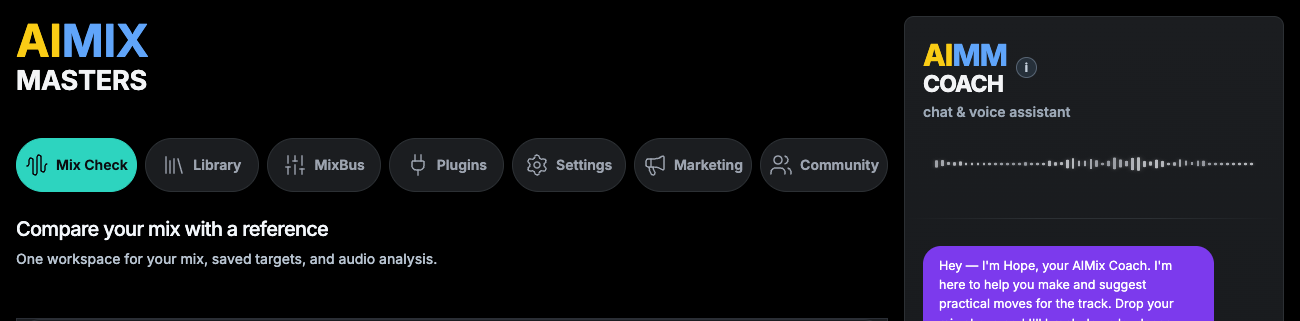 AIMIX
MASTERS
Mix Check
Library
MixBus
Plugins
Settings
Marketing
Community
Compare your mix with a reference
One workspace for your mix, saved targets, and audio analysis.
AIMM
COACH
i
chat & voice assistant
Hey — I'm Hope, your AIMix Coach. I'm
here to help you make and suggest
practical moves for the track. Drop your